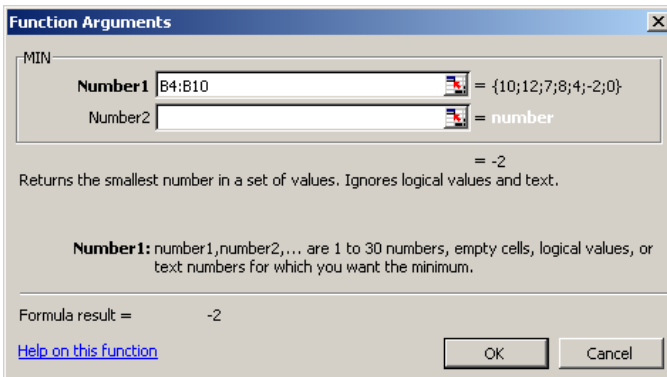 Function Arguments
MIN
Number1 B4:B10 = {10;12;7;8;4;-2;0}
Number2 = number
= -2
Returns the smallest number in a set of values. Ignores logical values and text.
Number1: number1,number2,... are 1 to 30 numbers, empty cells, logical values, or
text numbers for which you want the minimum.
Formula result = -2
Help on this function OK Cancel